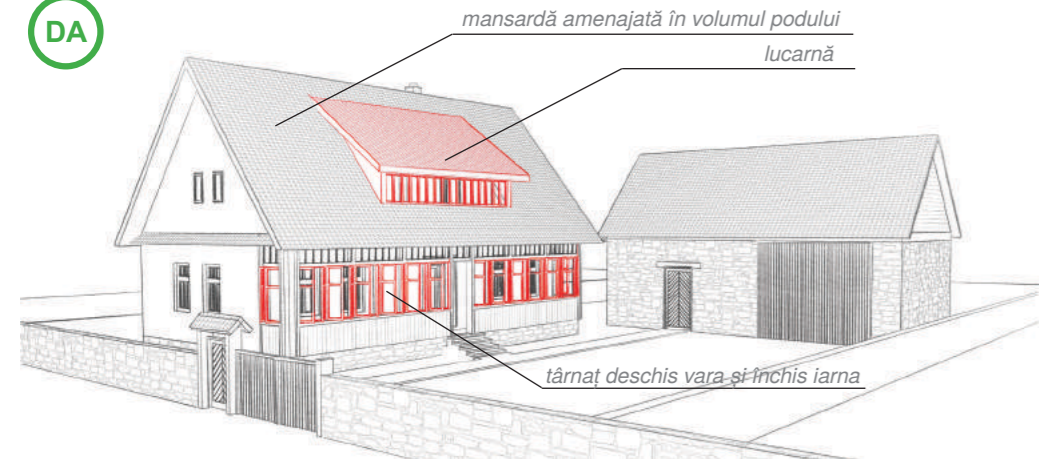 DA
mansardă amenajată în volumul podului
lucarnă
târnaț deschis vara și închis iarna